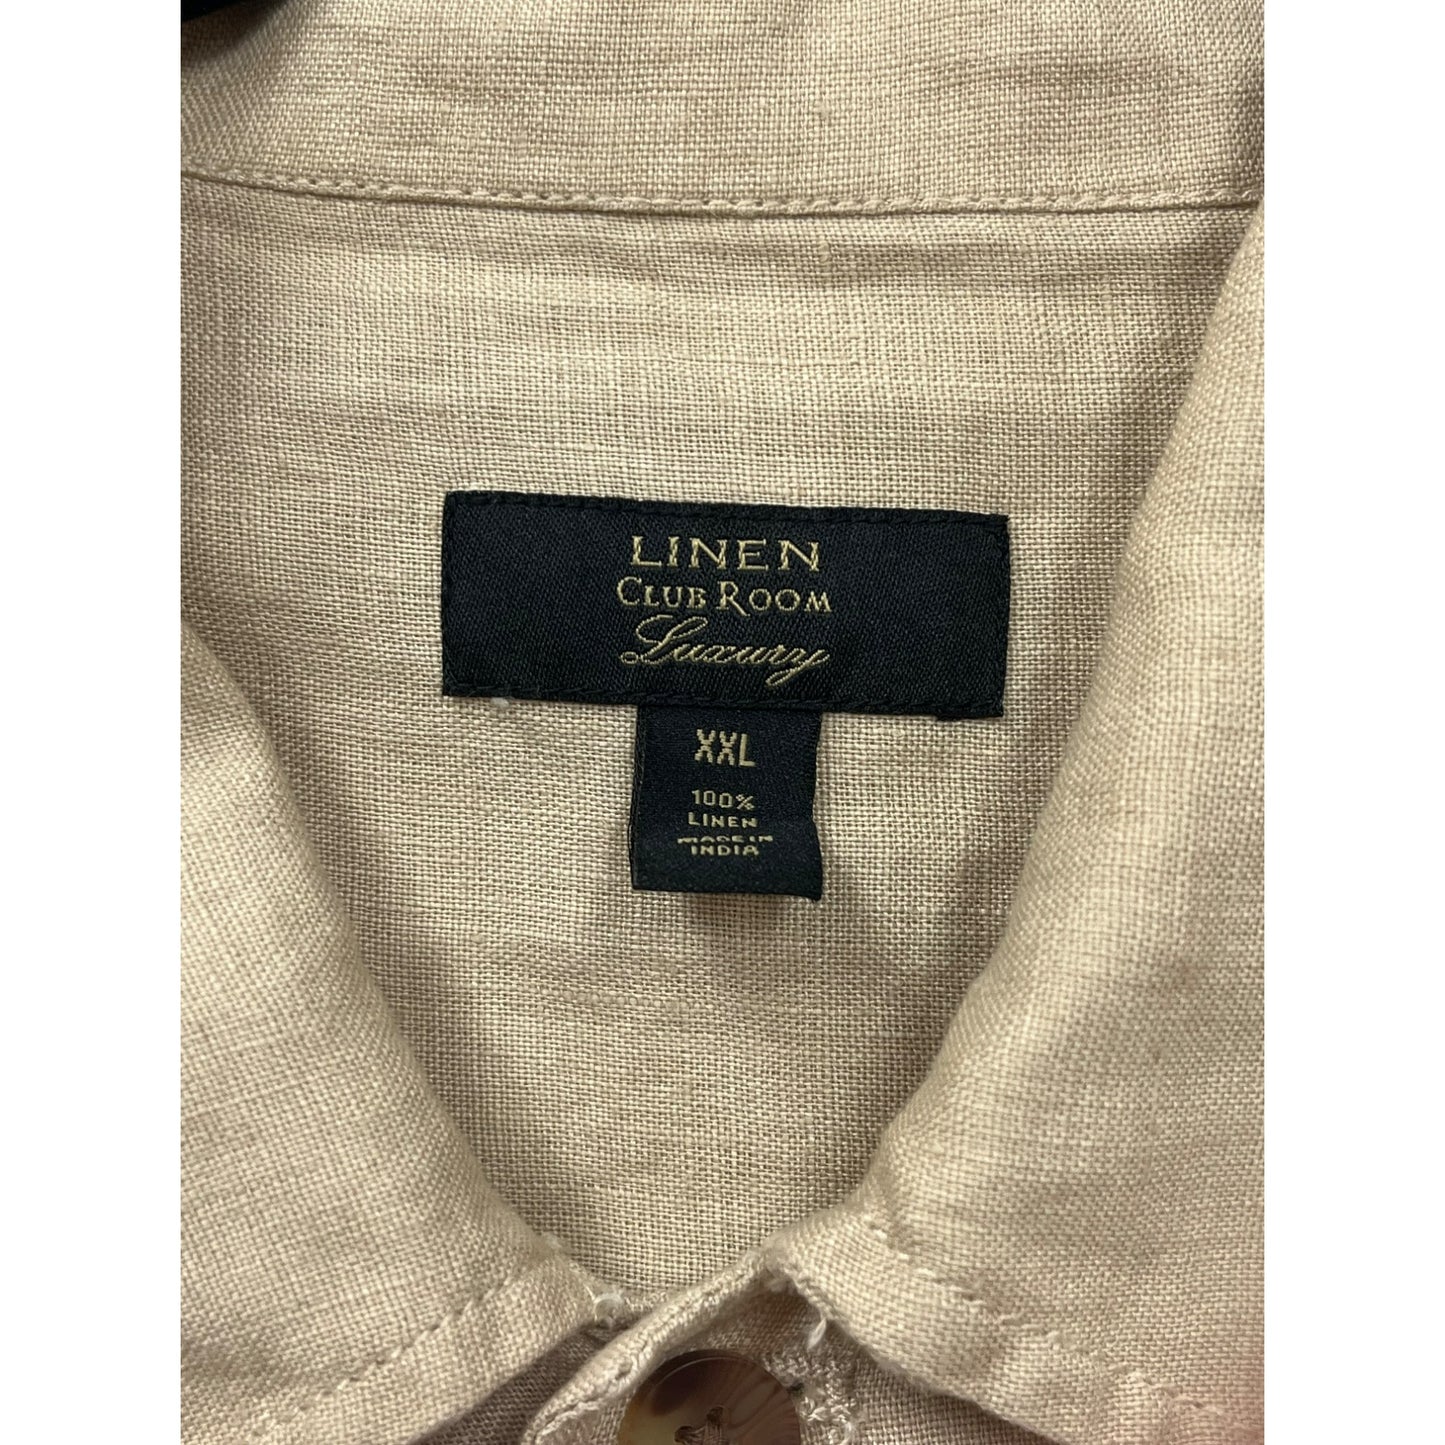 LINEN
CLUB ROOM
Luxury
XXL
100%
LINEN
MADE IN
INDIA